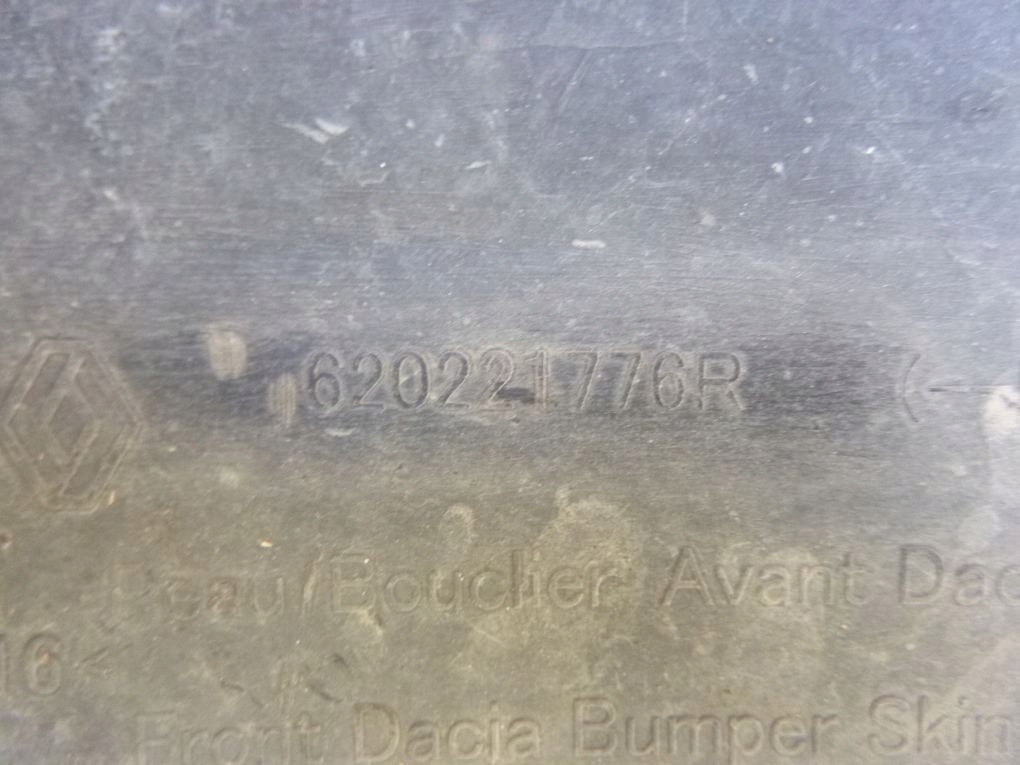 620221776R (-
Peau/Bouclier Avant Dac
16<
Front Dacia Bumper Skin